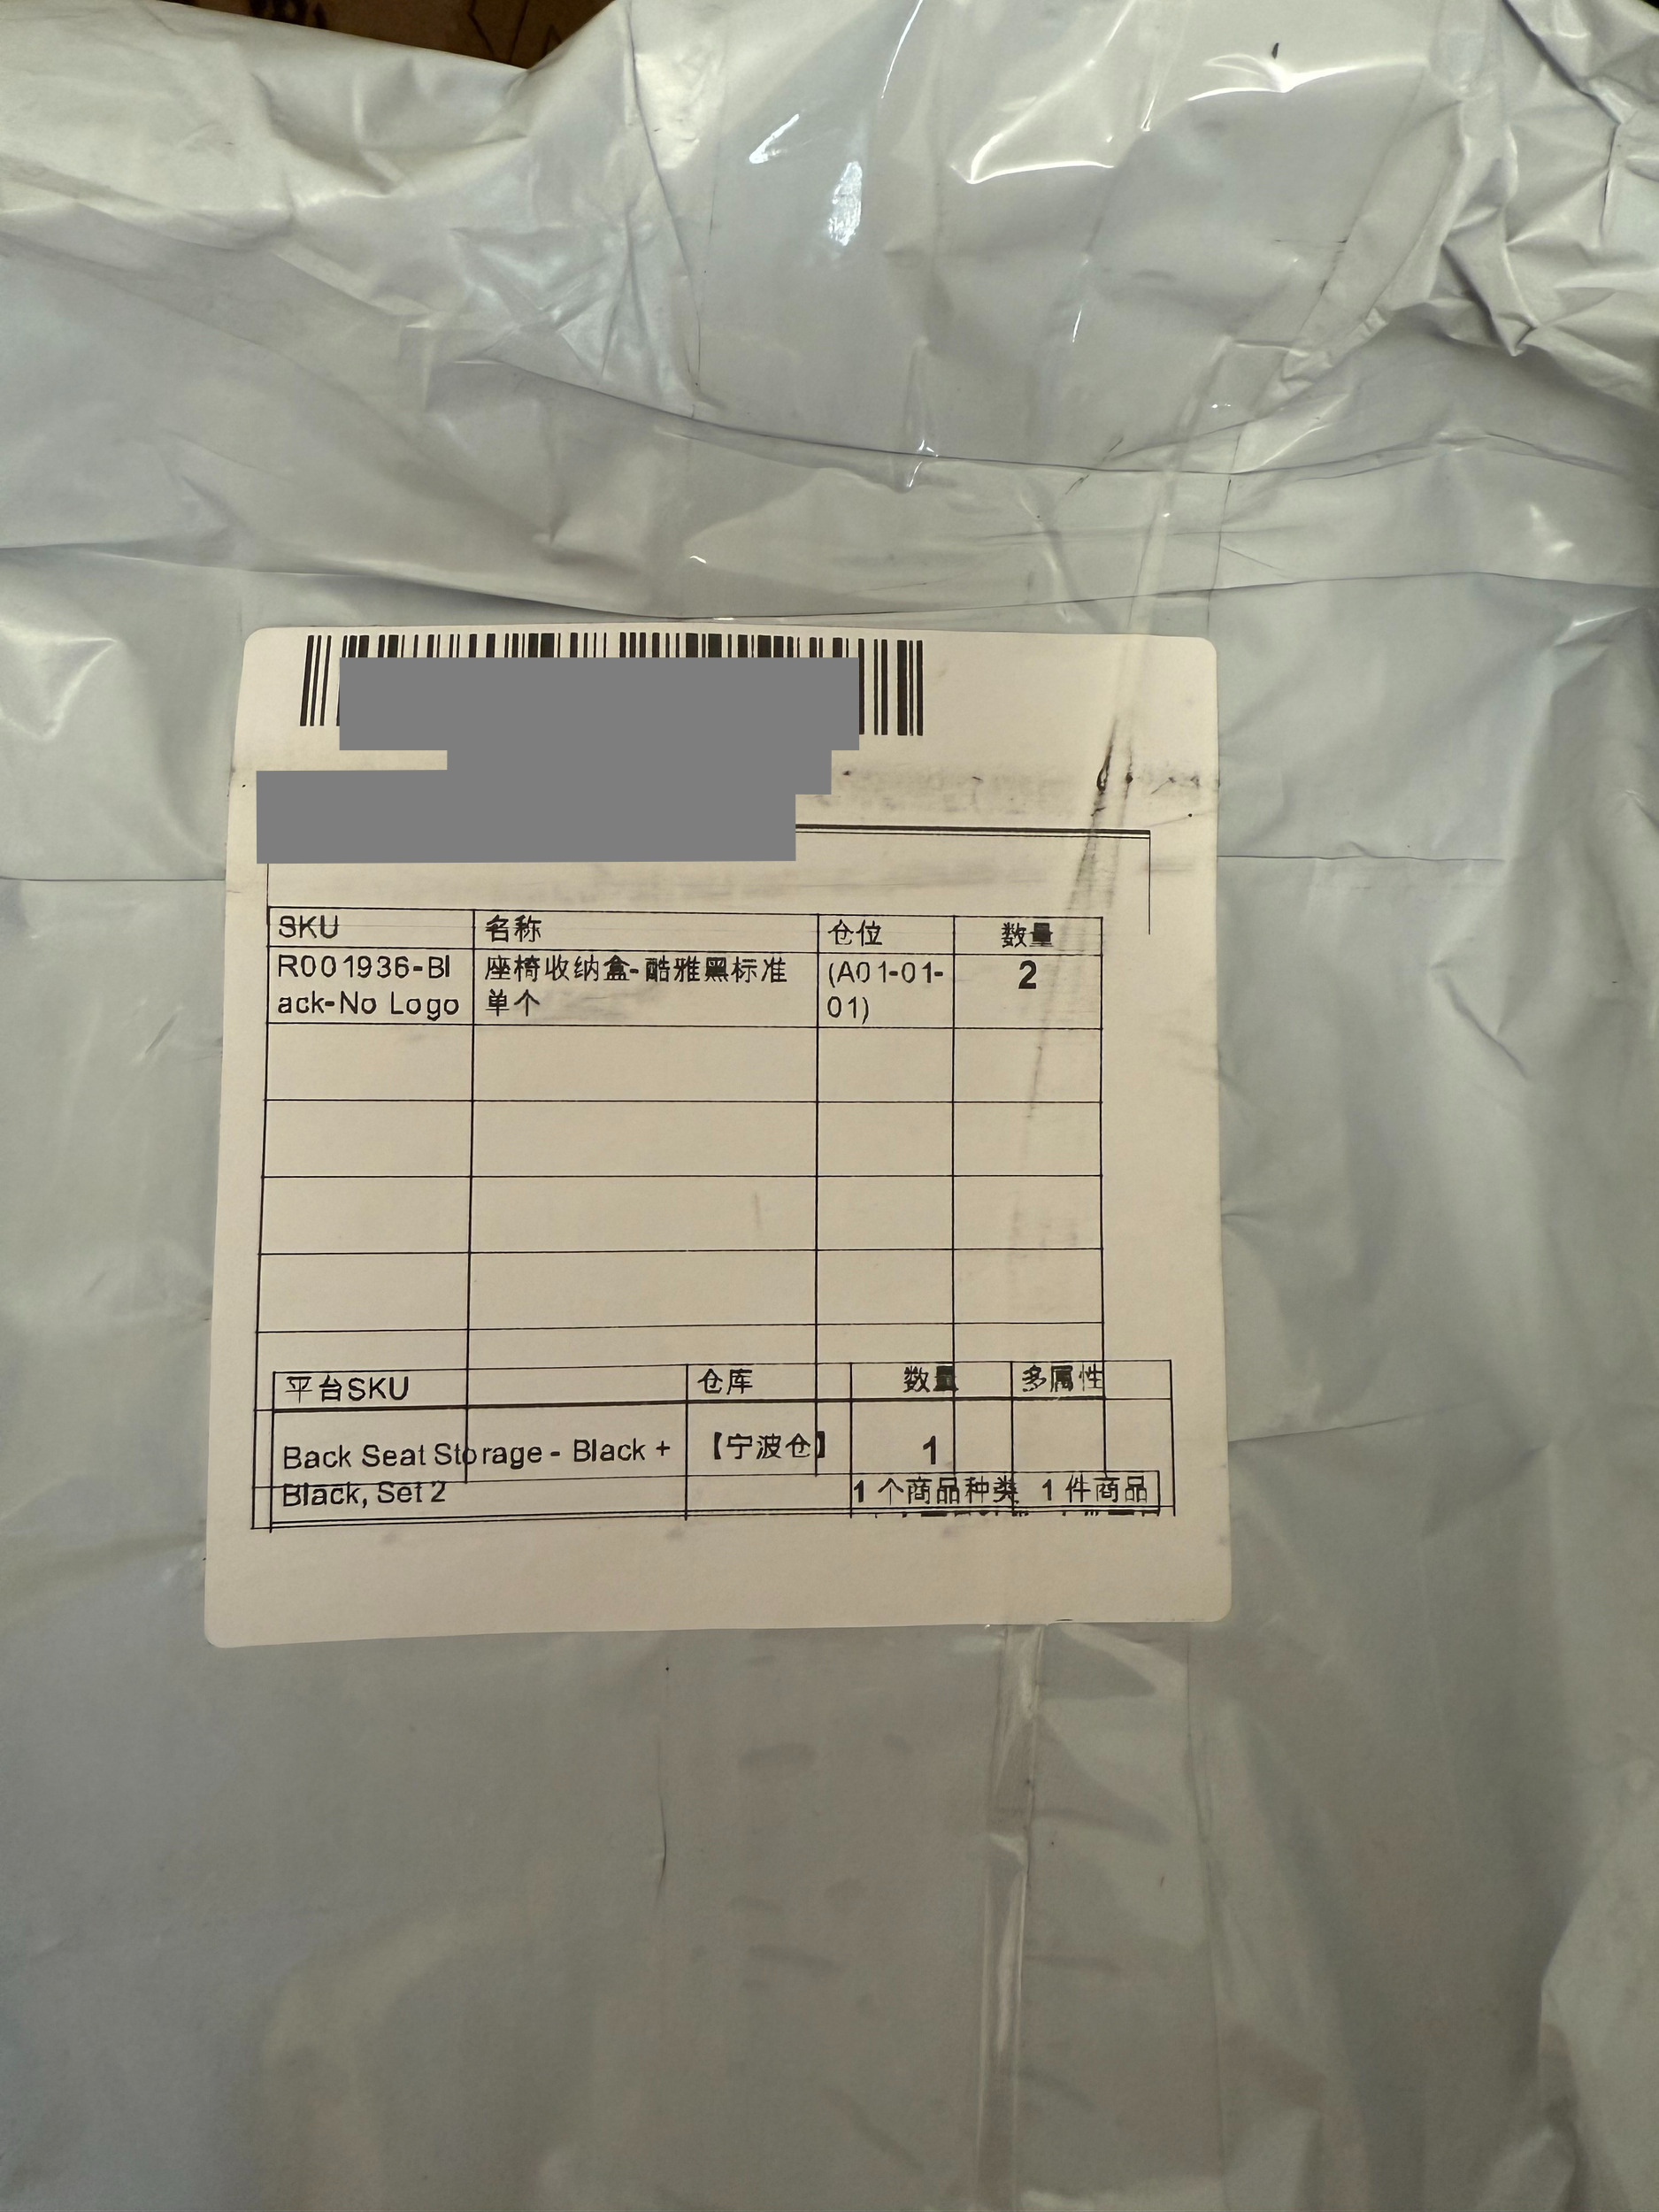 SKU 名称 仓位 数量
R001936-Bl 座椅收纳盒-酷雅黑标准 (A01-01- 2
ack-No Logo 单个 01)
平台SKU 仓库 数量 多属性
Back Seat Storage - Black + 【宁波仓】 1
Black, Set 2 1 个商品种类 1 件商品